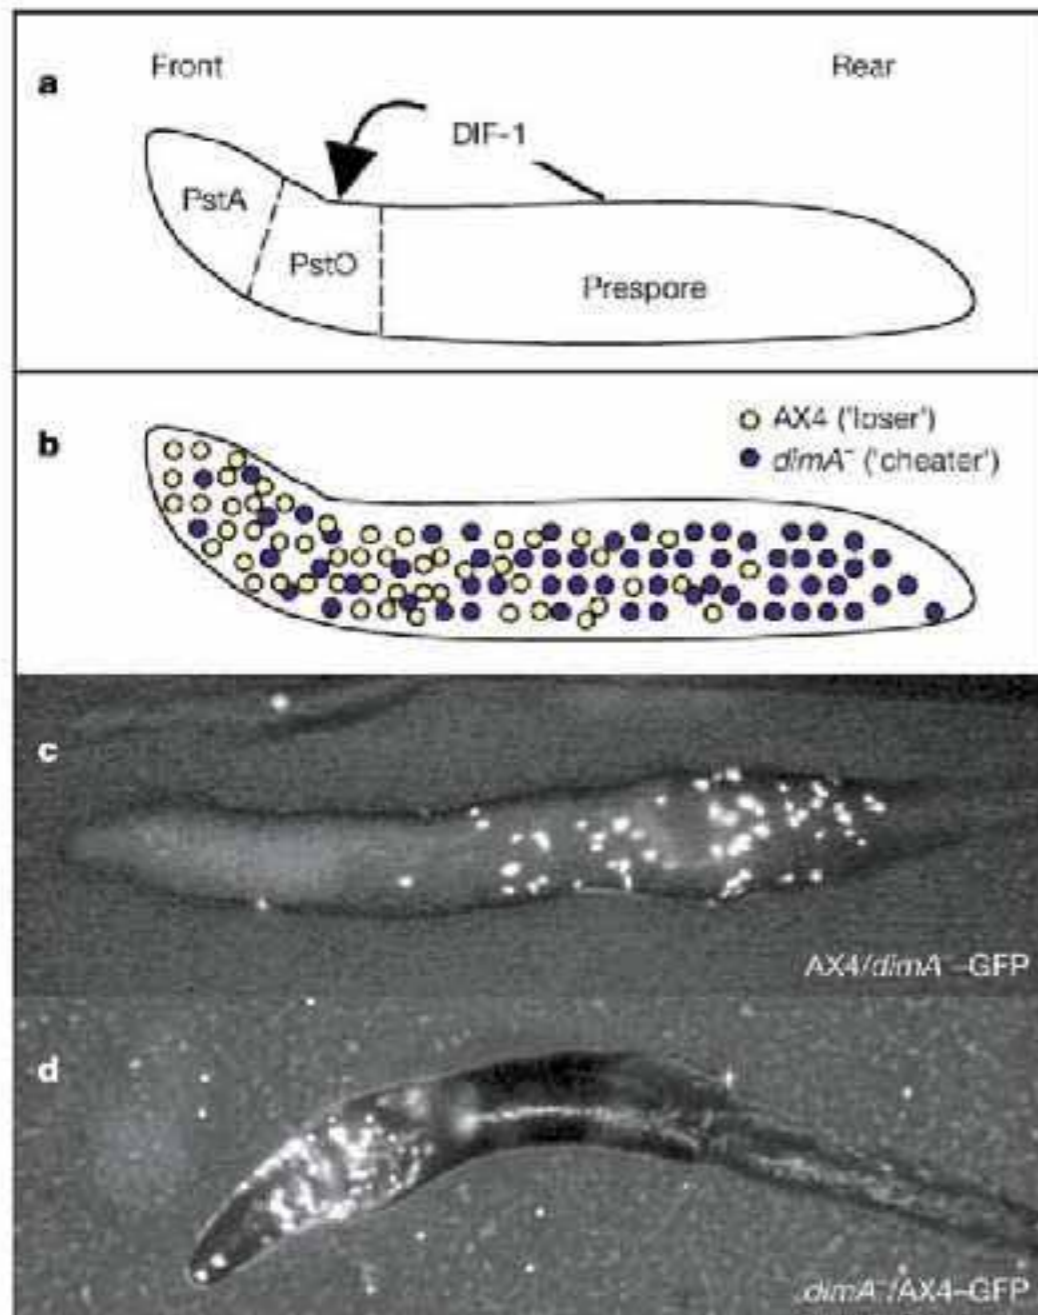 a
Front
Rear
DIF-1
PstA
PstO
Prespore
b
AX4 ('loser')
dimA⁻ ('cheater')
c
AX4/dimA⁻–GFP
d
dimA⁻/AX4–GFP